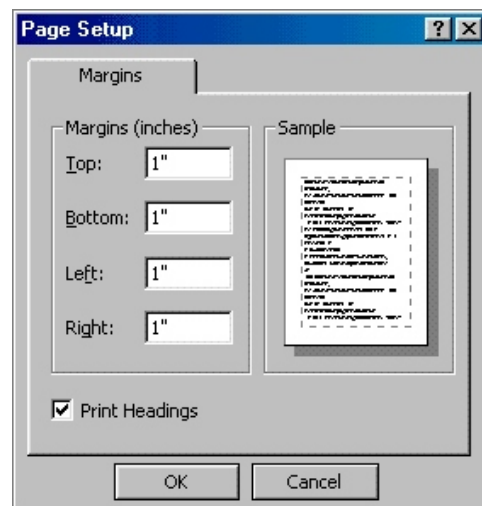 Page Setup
Margins
Margins (inches)
Top: 1"
Bottom: 1"
Left: 1"
Right: 1"
Sample
Print Headings
OK Cancel